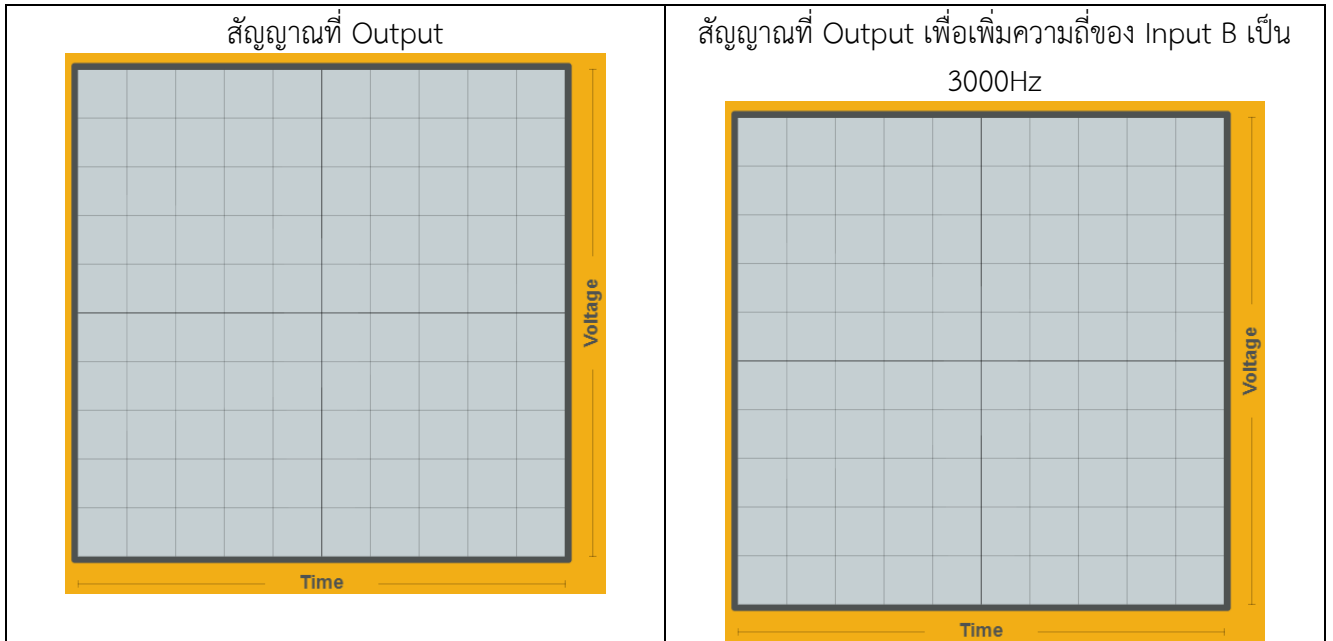 สัญญาณที่ Output
Voltage
Time
สัญญาณที่ Output เพื่อเพิ่มความถี่ของ Input B เป็น
3000Hz
Voltage
Time